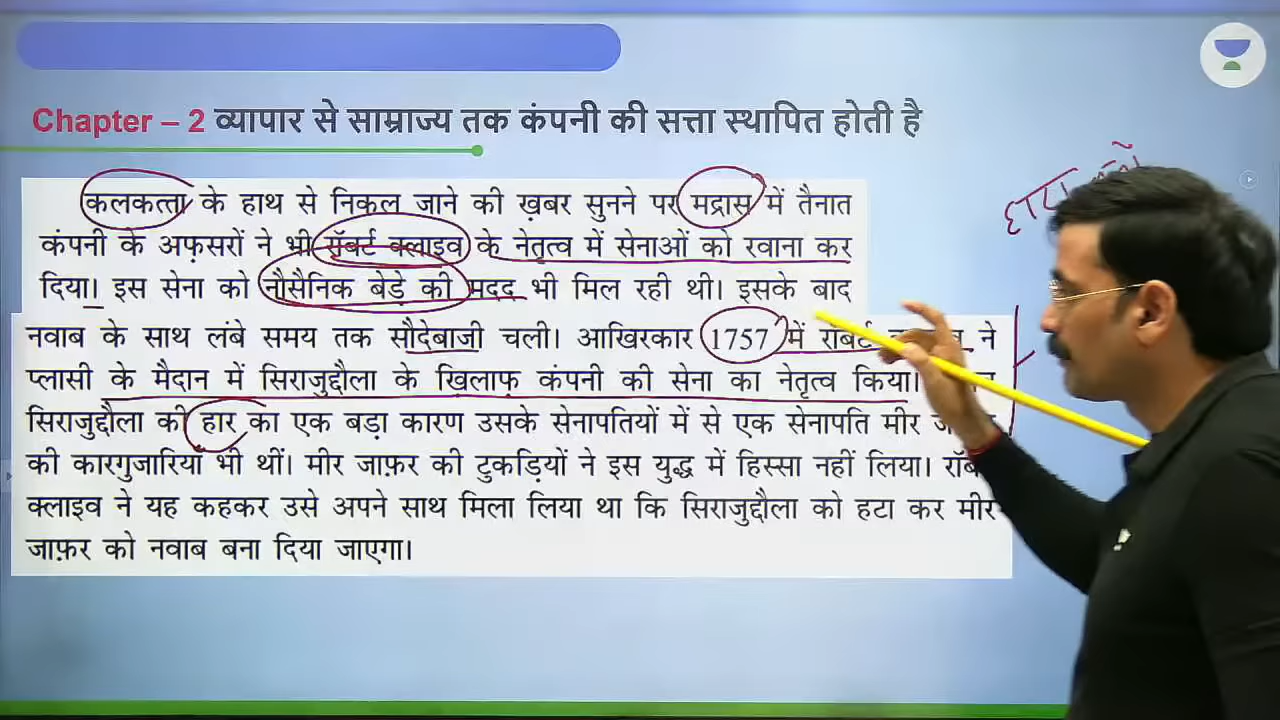 Chapter – 2 व्यापार से साम्राज्य तक कंपनी की सत्ता स्थापित होती है
कलकत्ता के हाथ से निकल जाने की ख़बर सुनने पर मद्रास में तैनात
कंपनी के अफ़सरों ने भी रॉबर्ट क्लाइव के नेतृत्व में सेनाओं को रवाना कर
दिया। इस सेना को नौसैनिक बेडे की मदद भी मिल रही थी। इसके बाद
नवाब के साथ लंबे समय तक सौदेबाजी चली। आखिरकार 1757 में रॉबर्ट ने
प्लासी के मैदान में सिराजुद्दौला के ख़िलाफ़ कंपनी की सेना का नेतृत्व किया।
सिराजुद्दौला की हार का एक बड़ा कारण उसके सेनापतियों में से एक सेनापति मीर
की कारगुजारियाँ भी थीं। मीर जाफ़र की टुकड़ियों ने इस युद्ध में हिस्सा नहीं लिया।
क्लाइव ने यह कहकर उसे अपने साथ मिला लिया था कि सिराजुद्दौला को हटा कर मीर
जाफ़र को नवाब बना दिया जाएगा।